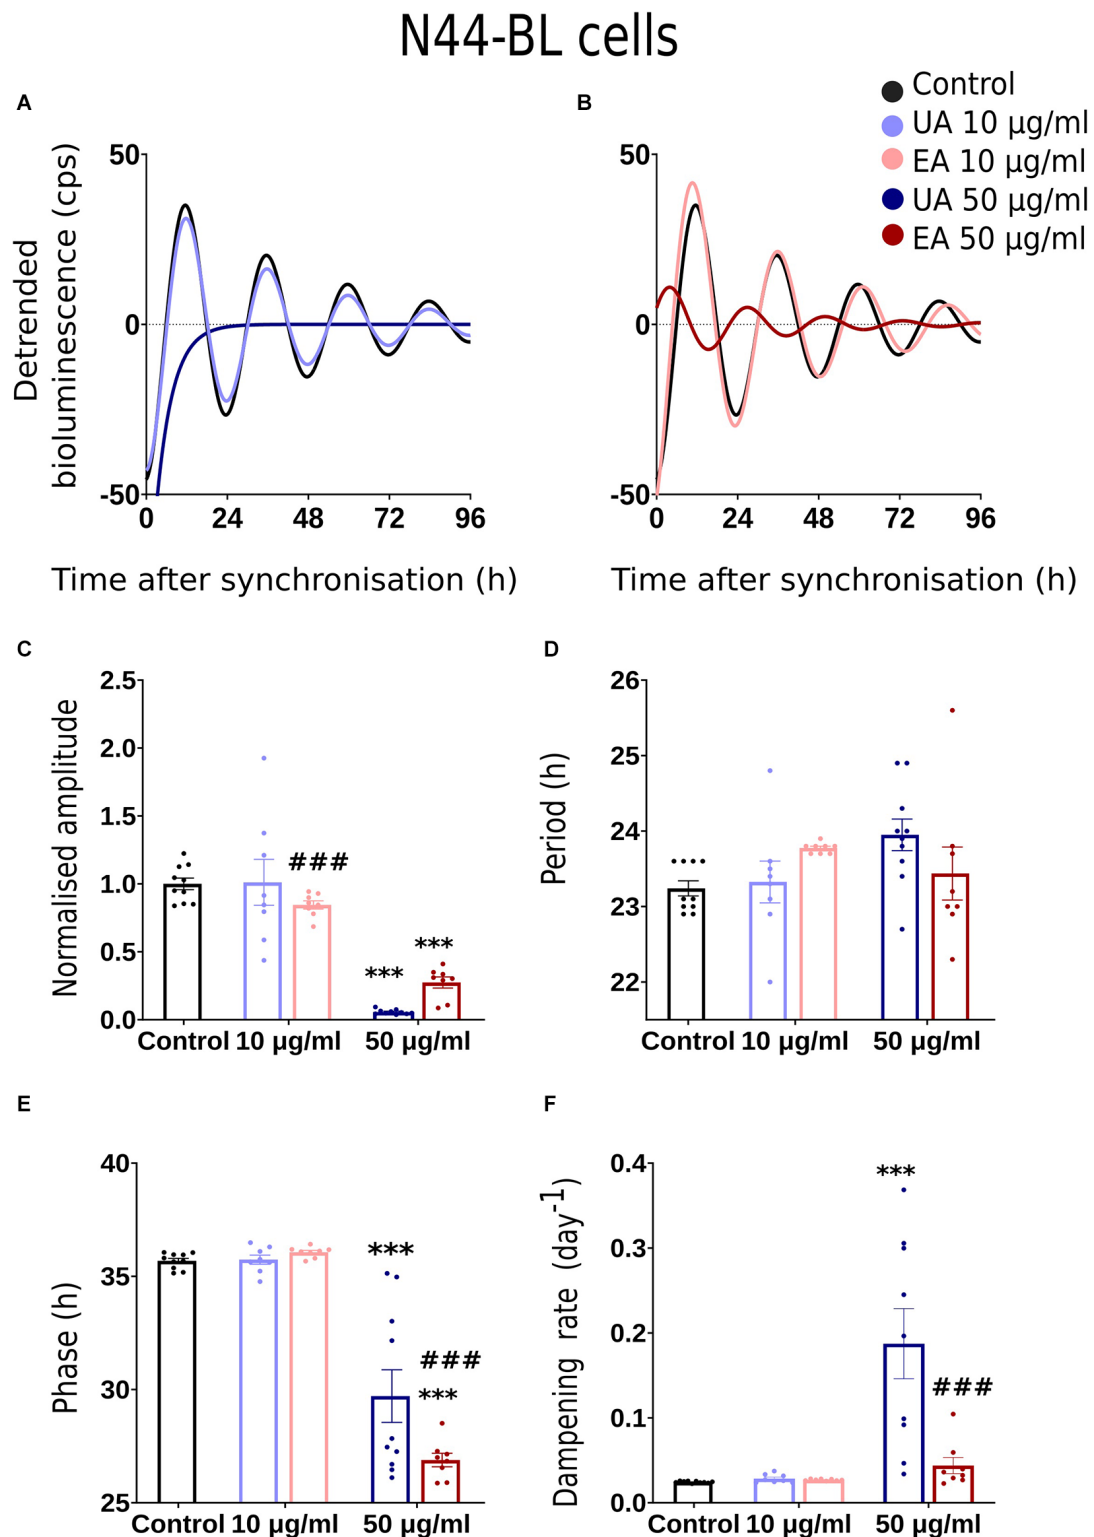 N44-BL cells
A
B
Control
UA 10 µg/ml
EA 10 µg/ml
UA 50 µg/ml
EA 50 µg/ml
Detrended
bioluminescence (cps)
50
0
-50
0 24 48 72 96
Time after synchronisation (h)
50
0
-50
0 24 48 72 96
Time after synchronisation (h)
C
Normalised amplitude
2.5
2.0
1.5
1.0
0.5
0.0
###
***
***
Control 10 µg/ml 50 µg/ml
D
Period (h)
26
25
24
23
22
Control 10 µg/ml 50 µg/ml
E
Phase (h)
40
35
30
25
***
###
***
Control 10 µg/ml 50 µg/ml
F
Dampening rate (day-1)
0.4
0.3
0.2
0.1
0.0
***
###
Control 10 µg/ml 50 µg/ml